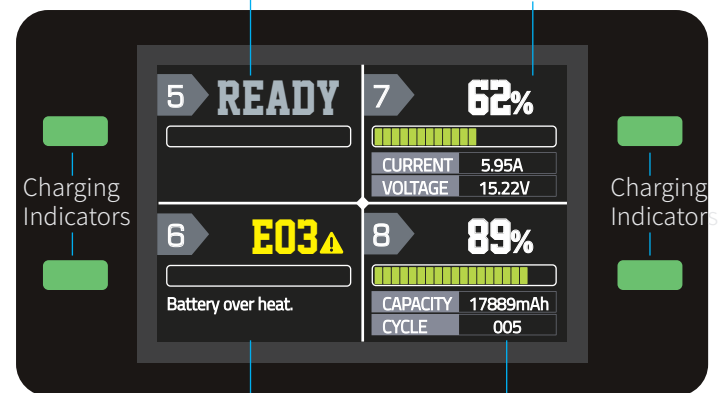 5 READY
7 62%
CURRENT 5.95A
VOLTAGE 15.22V
Charging
Indicators
Charging
Indicators
6 E03
Battery over heat.
8 89%
CAPACITY 17889mAh
CYCLE 005